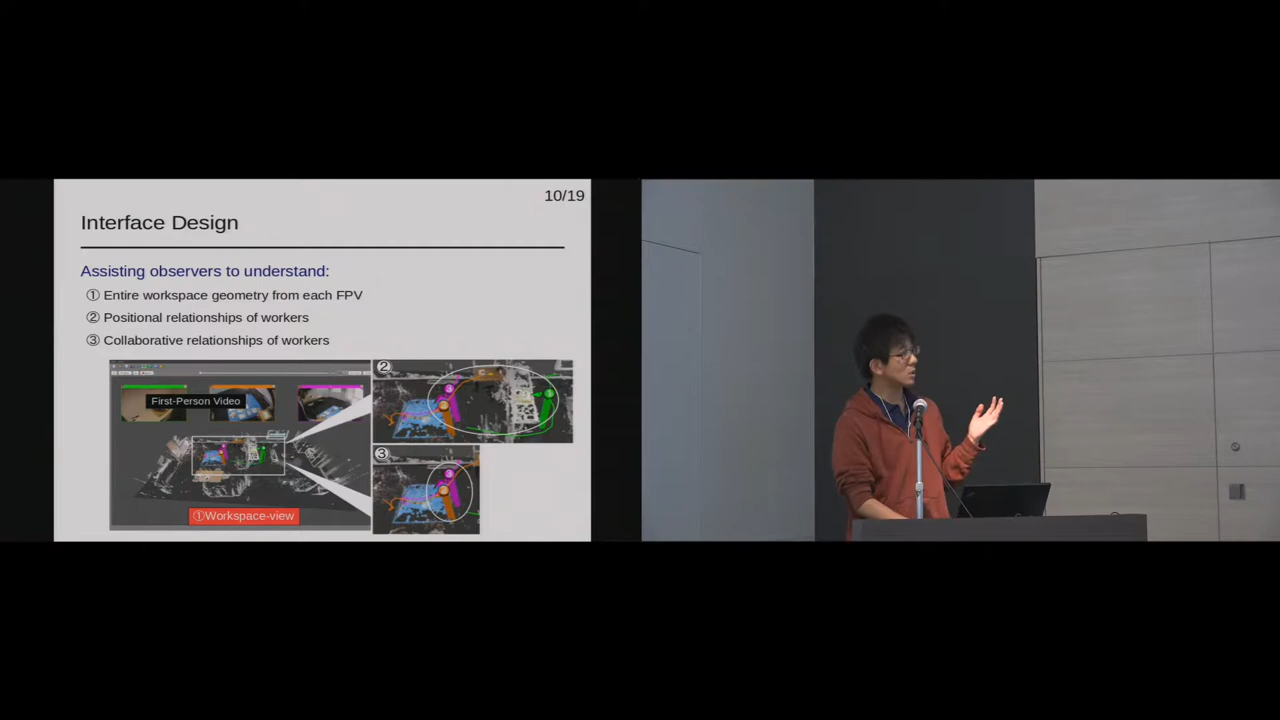 10/19
Interface Design
Assisting observers to understand:
① Entire workspace geometry from each FPV
② Positional relationships of workers
③ Collaborative relationships of workers
First-Person Video
①Workspace-view
②
③